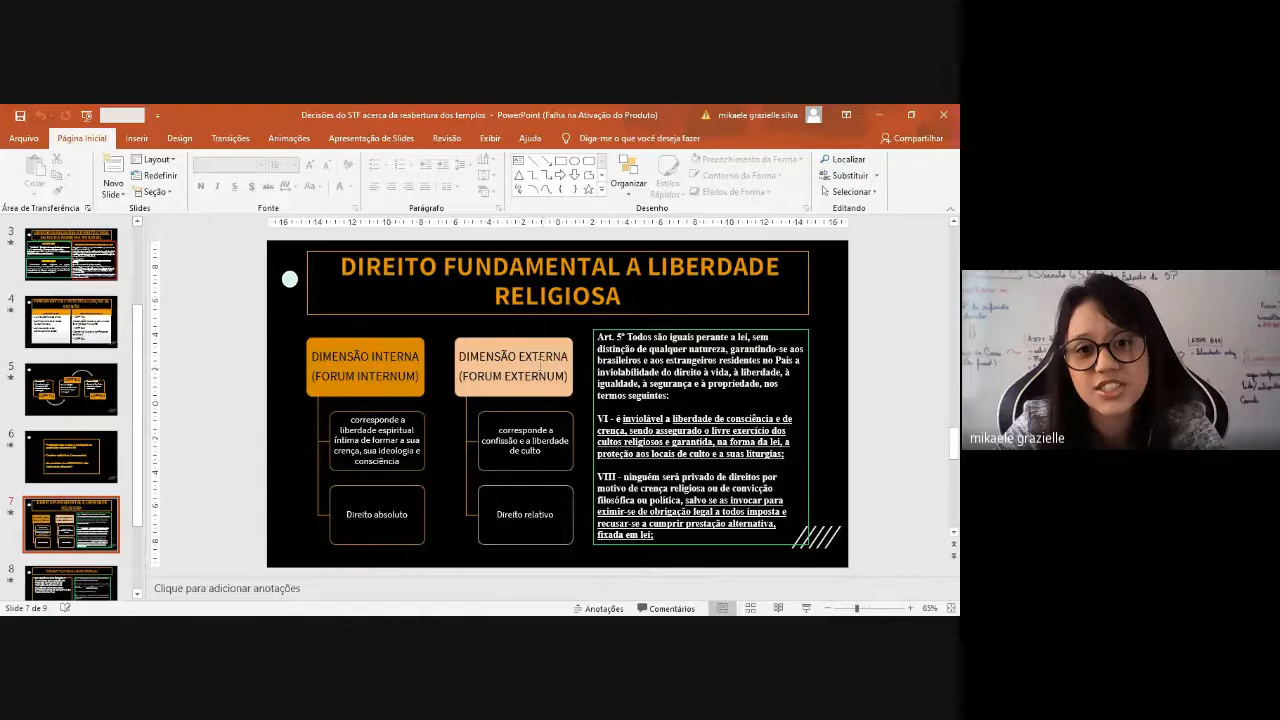 Decisões do STF acerca da reabertura dos templos - PowerPoint (Falha na Ativação do Produto)
mikaele grazielle silva
Arquivo
Página Inicial
Inserir
Design
Transições
Animações
Apresentação de Slides
Revisão
Exibir
Ajuda
Diga-me o que você deseja fazer
Compartilhar
Colar
Novo Slide
Layout
Redefinir
Seção
Organizar
Estilos Rápidos
Preenchimento da Forma
Contorno da Forma
Efeitos de Forma
Localizar
Substituir
Selecionar
Área de Transferência
Slides
Fonte
Parágrafo
Desenho
Editando
3
4
5
6
7
8
DIREITO FUNDAMENTAL A LIBERDADE
RELIGIOSA
DIMENSÃO INTERNA
(FORUM INTERNUM)
corresponde a
liberdade espiritual
íntima de formar a sua
crença, sua ideologia e
consciência
Direito absoluto
DIMENSÃO EXTERNA
(FORUM EXTERNUM)
corresponde a
confissão e a liberdade
de culto
Direito relativo
Art. 5º Todos são iguais perante a lei, sem
distinção de qualquer natureza, garantindo-se aos
brasileiros e aos estrangeiros residentes no País a
inviolabilidade do direito à vida, à liberdade, à
igualdade, à segurança e à propriedade, nos
termos seguintes:
VI - é inviolável a liberdade de consciência e de
crença, sendo assegurado o livre exercício dos
cultos religiosos e garantida, na forma da lei, a
proteção aos locais de culto e a suas liturgias;
VIII - ninguém será privado de direitos por
motivo de crença religiosa ou de convicção
filosófica ou política, salvo se as invocar para
eximir-se de obrigação legal a todos imposta e
recusar-se a cumprir prestação alternativa,
fixada em lei;
mikaele grazielle
Clique para adicionar anotações
Slide 7 de 9
Anotações
Comentários
65%